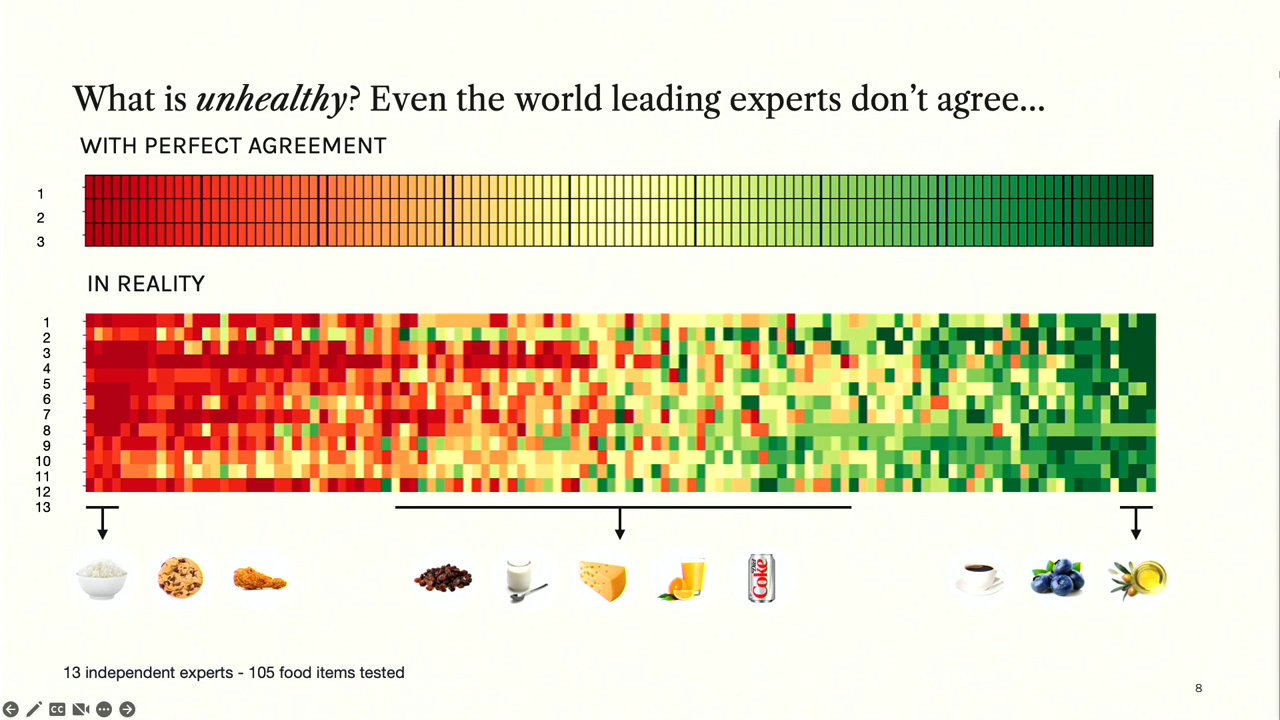 What is unhealthy? Even the world leading experts don't agree...
WITH PERFECT AGREEMENT
1
2
3
IN REALITY
1
2
3
4
5
6
7
8
9
10
11
12
13
Diet Coke
13 independent experts - 105 food items tested
8
CC